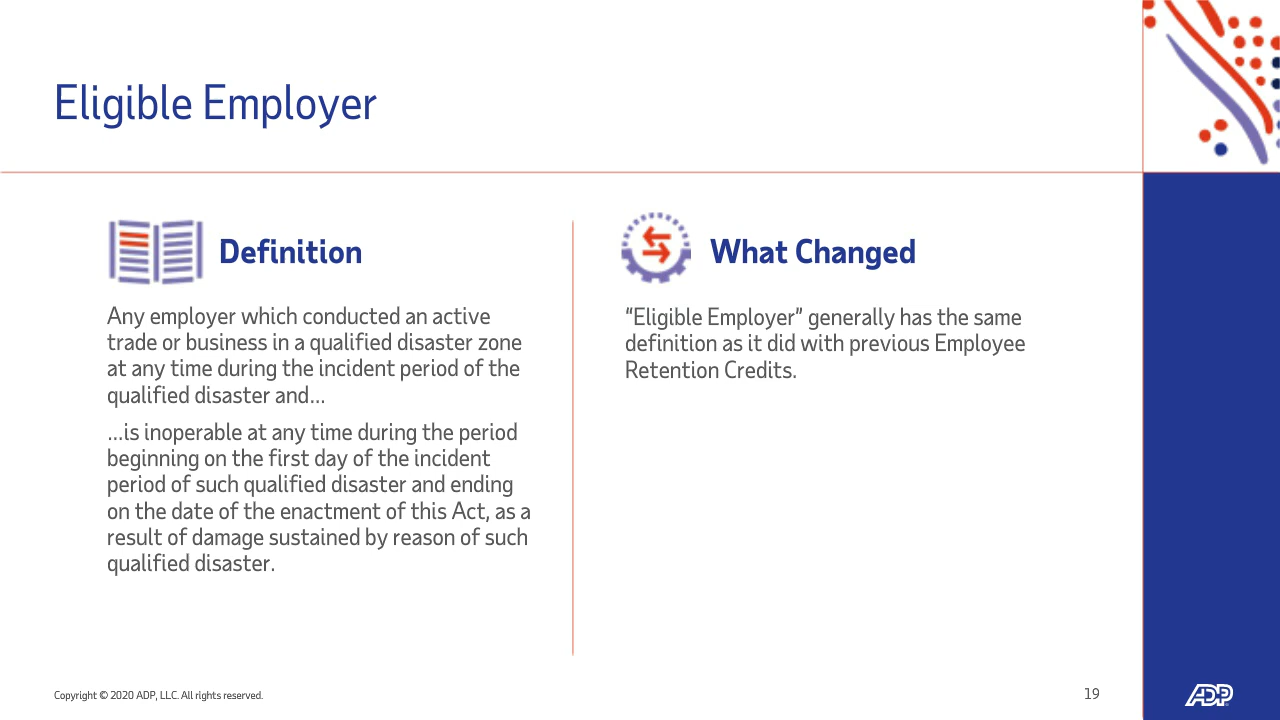 Eligible Employer
Definition
Any employer which conducted an active
trade or business in a qualified disaster zone
at any time during the incident period of the
qualified disaster and...
...is inoperable at any time during the period
beginning on the first day of the incident
period of such qualified disaster and ending
on the date of the enactment of this Act, as a
result of damage sustained by reason of such
qualified disaster.
What Changed
“Eligible Employer” generally has the same
definition as it did with previous Employee
Retention Credits.
Copyright © 2020 ADP, LLC. All rights reserved.
19
ADP